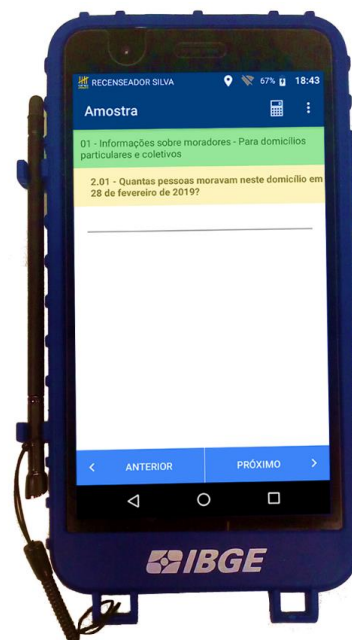 RECENSEADOR SILVA 67% 18:43
Amostra
01 - Informações sobre moradores - Para domicílios
particulares e coletivos
2.01 - Quantas pessoas moravam neste domicílio em
28 de fevereiro de 2019?
ANTERIOR PRÓXIMO
IBGE